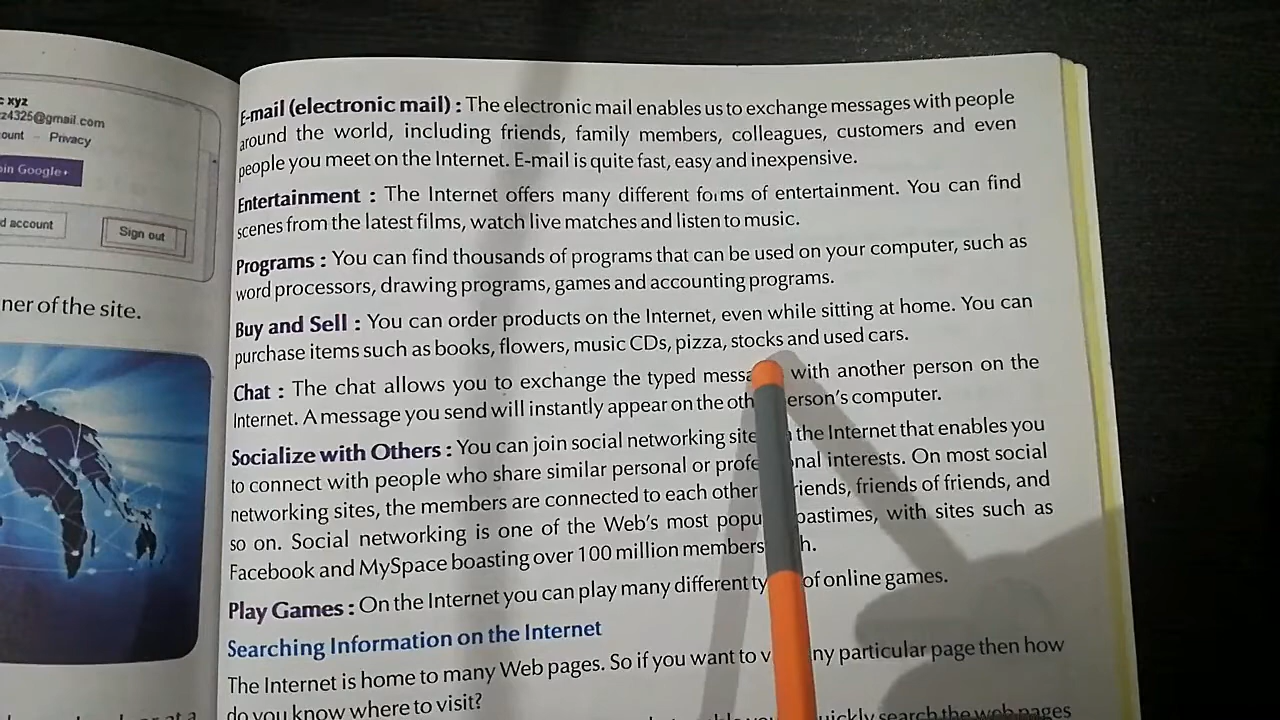 : xyz
z4325@gmail.com
ount – Privacy
in Google+
d account
Sign out
ner of the site.
E-mail (electronic mail) : The electronic mail enables us to exchange messages with people
around the world, including friends, family members, colleagues, customers and even
people you meet on the Internet. E-mail is quite fast, easy and inexpensive.
Entertainment : The Internet offers many different forms of entertainment. You can find
scenes from the latest films, watch live matches and listen to music.
Programs : You can find thousands of programs that can be used on your computer, such as
word processors, drawing programs, games and accounting programs.
Buy and Sell : You can order products on the Internet, even while sitting at home. You can
purchase items such as books, flowers, music CDs, pizza, stocks and used cars.
Chat : The chat allows you to exchange the typed messa with another person on the
Internet. A message you send will instantly appear on the oth erson's computer.
Socialize with Others : You can join social networking site the Internet that enables you
to connect with people who share similar personal or profe nal interests. On most social
networking sites, the members are connected to each other riends, friends of friends, and
so on. Social networking is one of the Web's most popu pastimes, with sites such as
Facebook and MySpace boasting over 100 million members h.
Play Games : On the Internet you can play many different ty of online games.
Searching Information on the Internet
The Internet is home to many Web pages. So if you want to v ny particular page then how
do you know where to visit?
uickly search the web pages